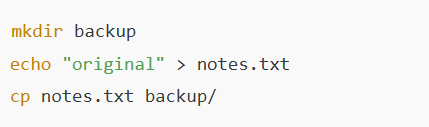 mkdir backup
echo "original" > notes.txt
cp notes.txt backup/